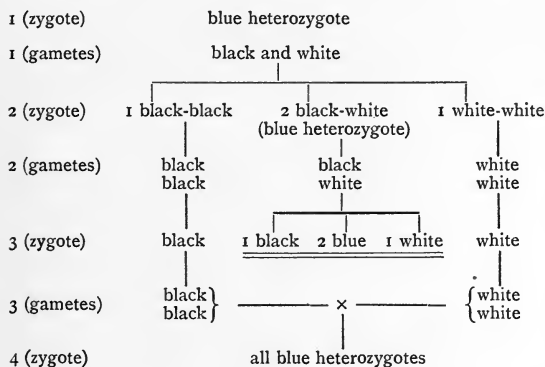 1 (zygote) blue heterozygote
1 (gametes) black and white
2 (zygote) 1 black-black 2 black-white 1 white-white
(blue heterozygote)
2 (gametes) black black white
black white white
3 (zygote) black 1 black 2 blue 1 white white
3 (gametes) black} × {white
black} {white
4 (zygote) all blue heterozygotes